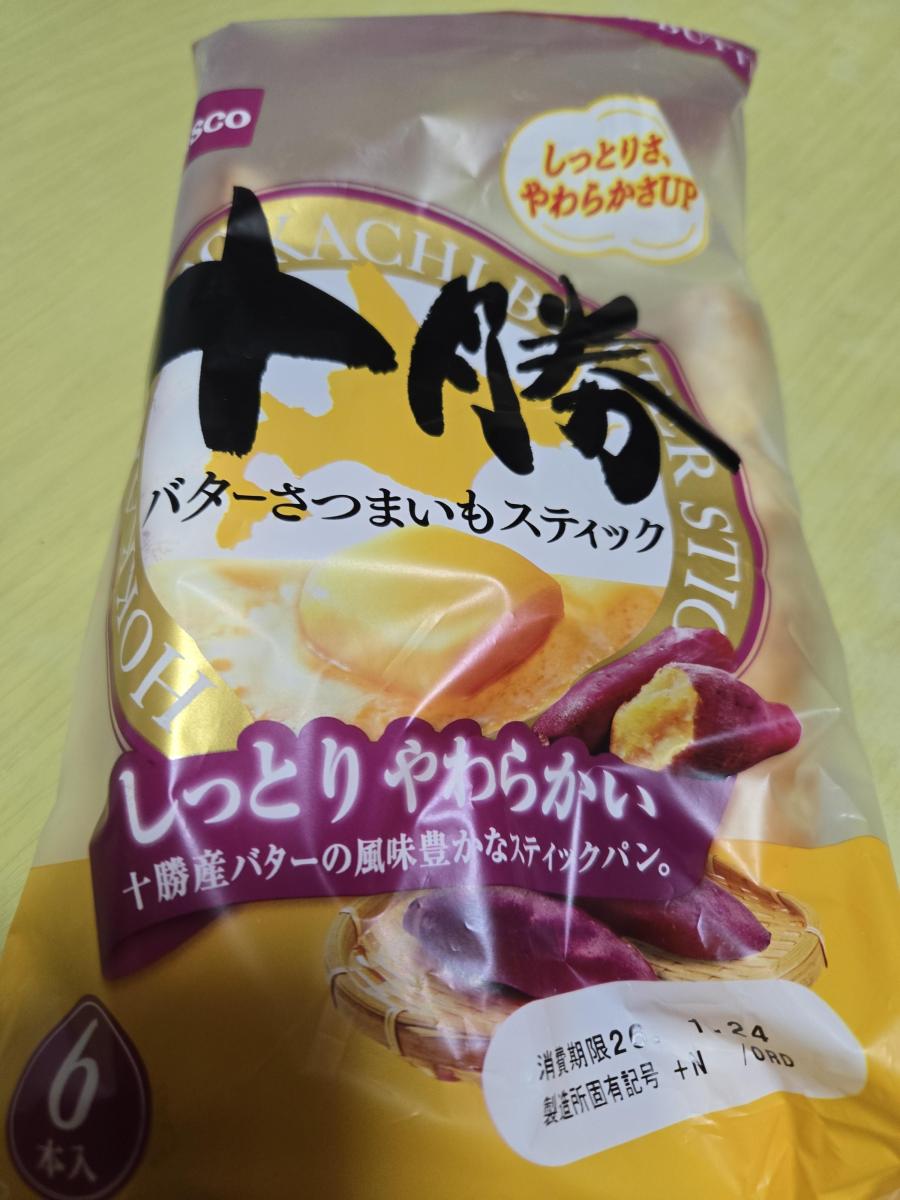 SCO
しっとりさ、
やわらかさUP
十勝
バターさつまいもスティック
しっとり やわらかい
十勝産バターの風味豊かなスティックパン。
6
本入
消費期限26. 1.24
製造所固有記号 +N /ORD